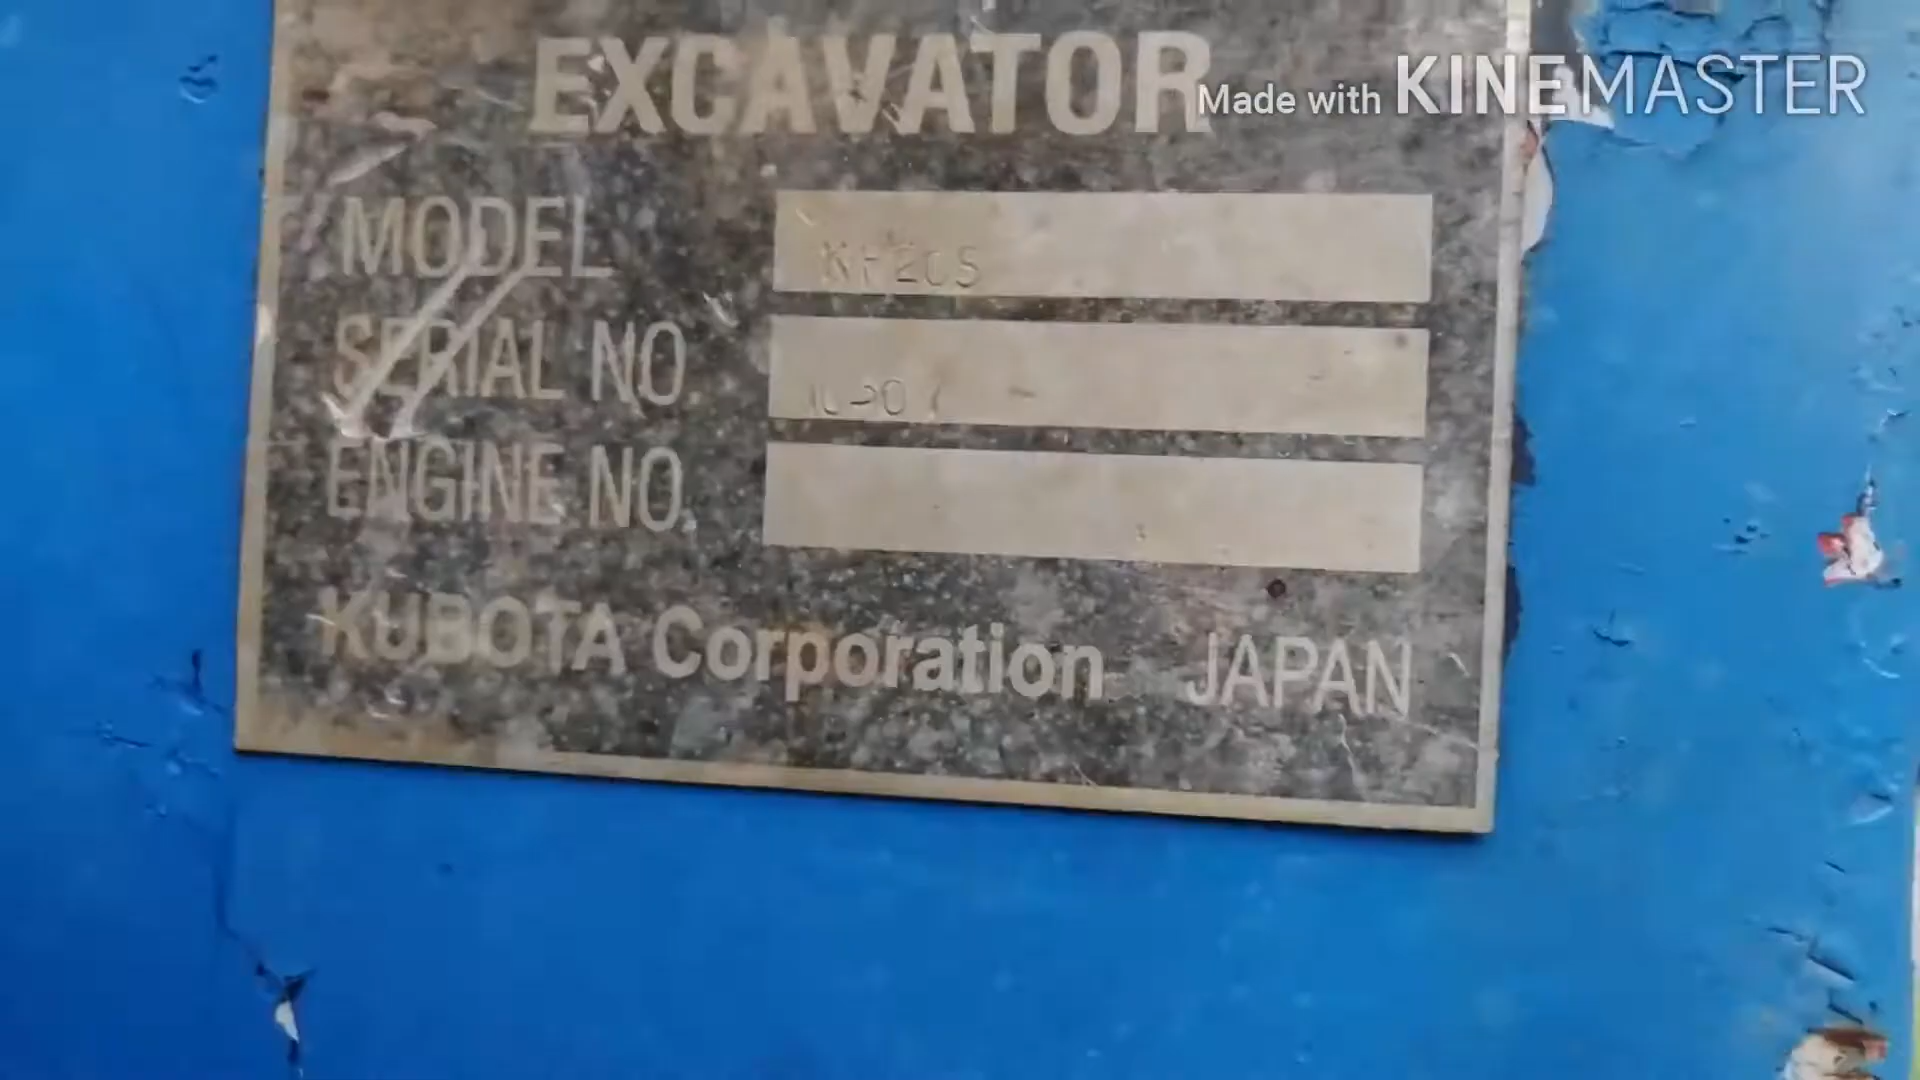 EXCAVATOR
Made with KINEMASTER
MODEL
SERIAL NO
ENGINE NO.
KUBOTA Corporation JAPAN